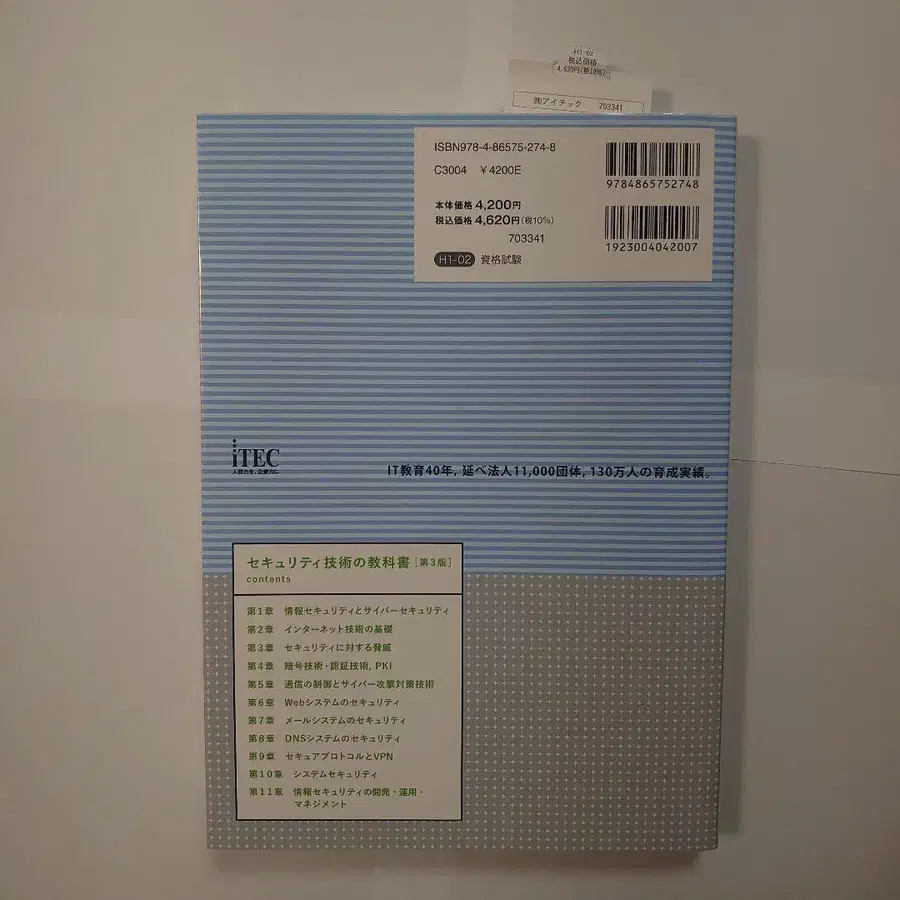 H1-02
税込価格
4,620円(税10%)
㈱アイテック 703341
ISBN978-4-86575-274-8
C3004 ¥4200E
9784865752748
本体価格 4,200円
税込価格 4,620円(税10%)
703341
1923004042007
H1-02 資格試験
iTEC
人材力を、企業力に
IT教育40年，延べ法人11,000団体，130万人の育成実績。
セキュリティ技術の教科書［第3版］
contents
第1章 情報セキュリティとサイバーセキュリティ
第2章 インターネット技術の基礎
第3章 セキュリティに対する脅威
第4章 暗号技術・認証技術，PKI
第5章 通信の制御とサイバー攻撃対策技術
第6章 Webシステムのセキュリティ
第7章 メールシステムのセキュリティ
第8章 DNSシステムのセキュリティ
第9章 セキュアプロトコルとVPN
第10章 システムセキュリティ
第11章 情報セキュリティの開発・運用・
マネジメント